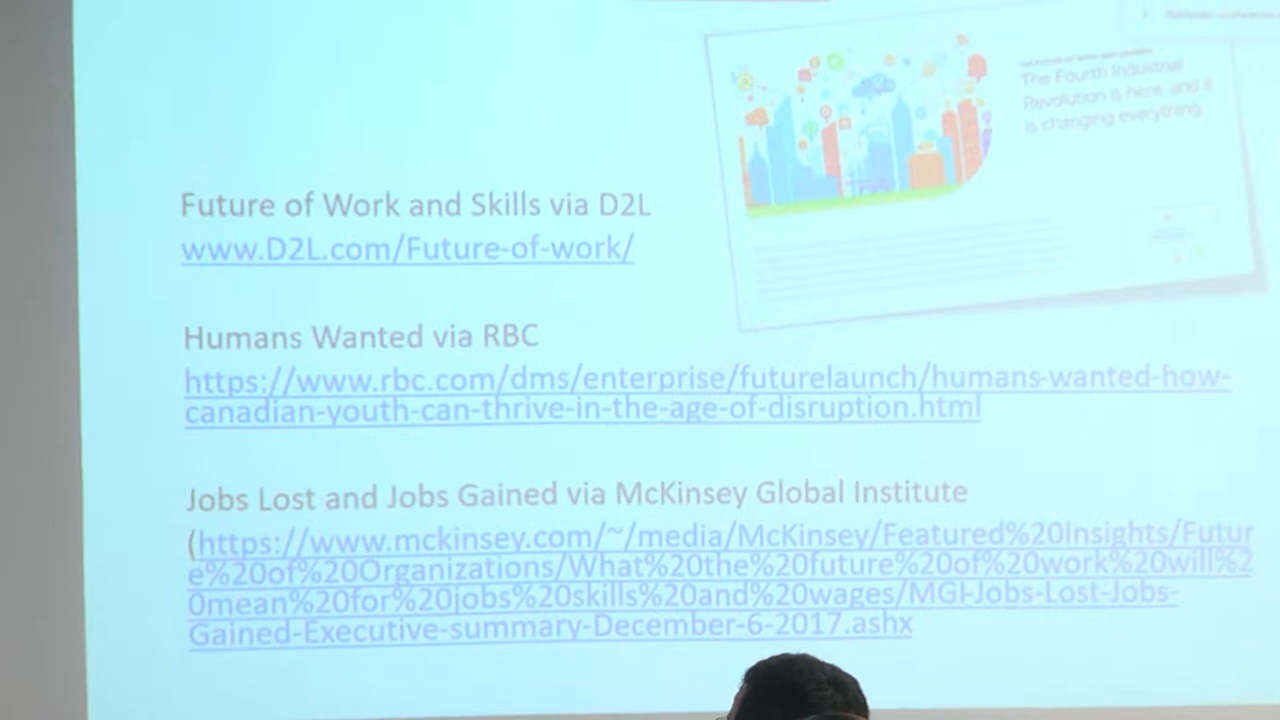 The Fourth Industrial
Revolution is here, and it
is changing everything
Future of Work and Skills via D2L
www.D2L.com/Future-of-work/
Humans Wanted via RBC
https://www.rbc.com/dms/enterprise/futurelaunch/humans-wanted-how-
canadian-youth-can-thrive-in-the-age-of-disruption.html
Jobs Lost and Jobs Gained via McKinsey Global Institute
(https://www.mckinsey.com/~/media/McKinsey/Featured%20Insights/Futur
e%20of%20Organizations/What%20the%20future%20of%20work%20will%2
0mean%20for%20jobs%20skills%20and%20wages/MGI-Jobs-Lost-Jobs-
Gained-Executive-summary-December-6-2017.ashx